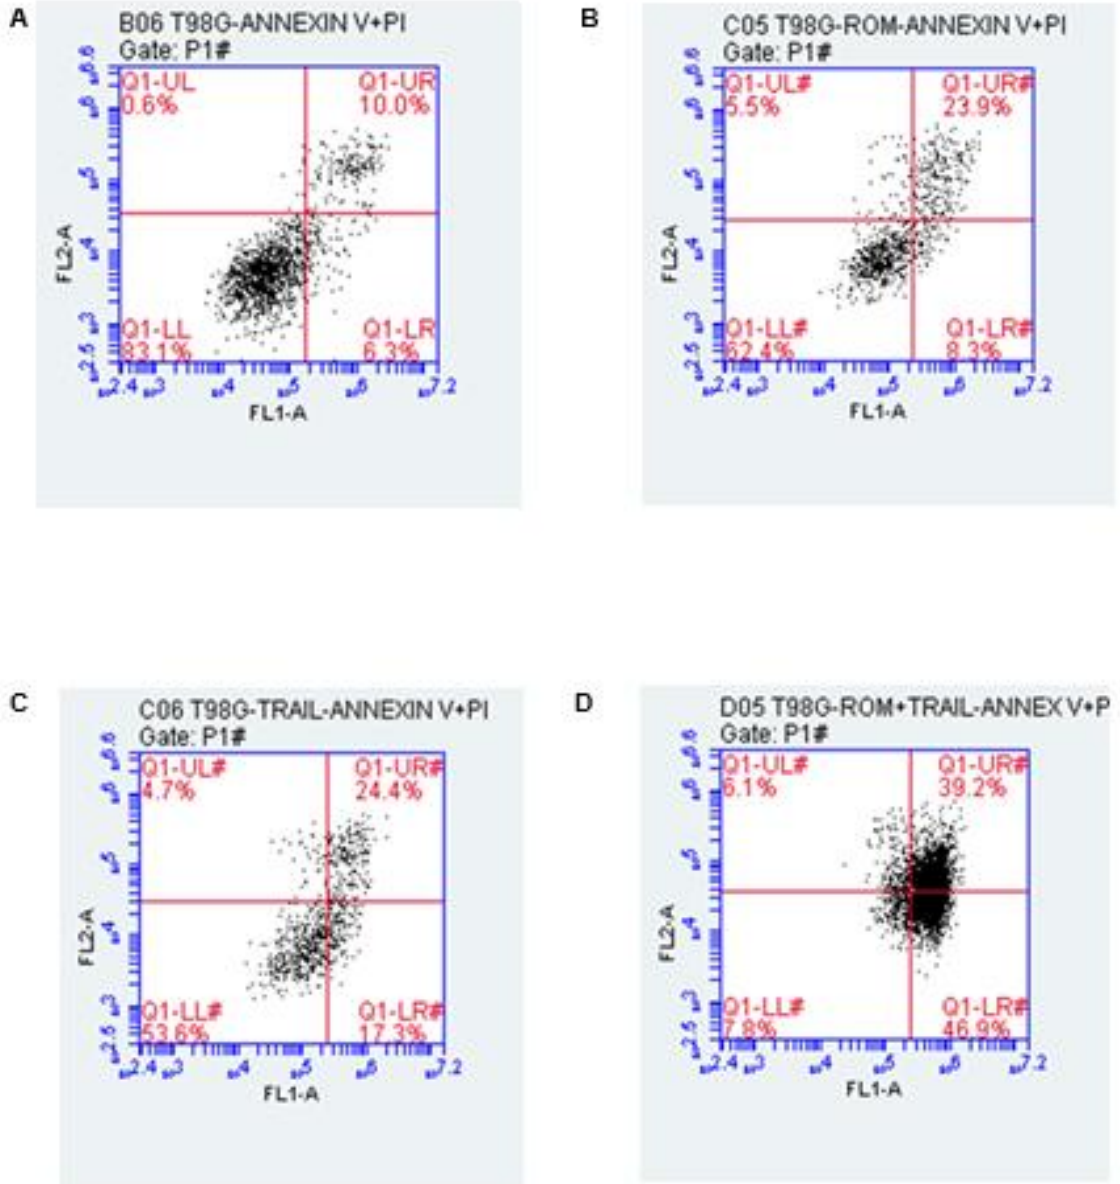 A
B06 T98G-ANNEXIN V+PI
Gate: P1#
Q1-UL
0.6%
Q1-UR
10.0%
Q1-LL
83.1%
Q1-LR
6.3%
FL2-A
FL1-A
B
C05 T98G-ROM-ANNEXIN V+PI
Gate: P1#
Q1-UL#
5.5%
Q1-UR#
23.9%
Q1-LL#
62.4%
Q1-LR#
8.3%
FL2-A
FL1-A
C
C06 T98G-TRAIL-ANNEXIN V+PI
Gate: P1#
Q1-UL#
4.7%
Q1-UR#
24.4%
Q1-LL#
53.6%
Q1-LR#
17.3%
FL2-A
FL1-A
D
D05 T98G-ROM+TRAIL-ANNEX V+P
Gate: P1#
Q1-UL#
6.1%
Q1-UR#
39.2%
Q1-LL#
7.8%
Q1-LR#
46.9%
FL2-A
FL1-A